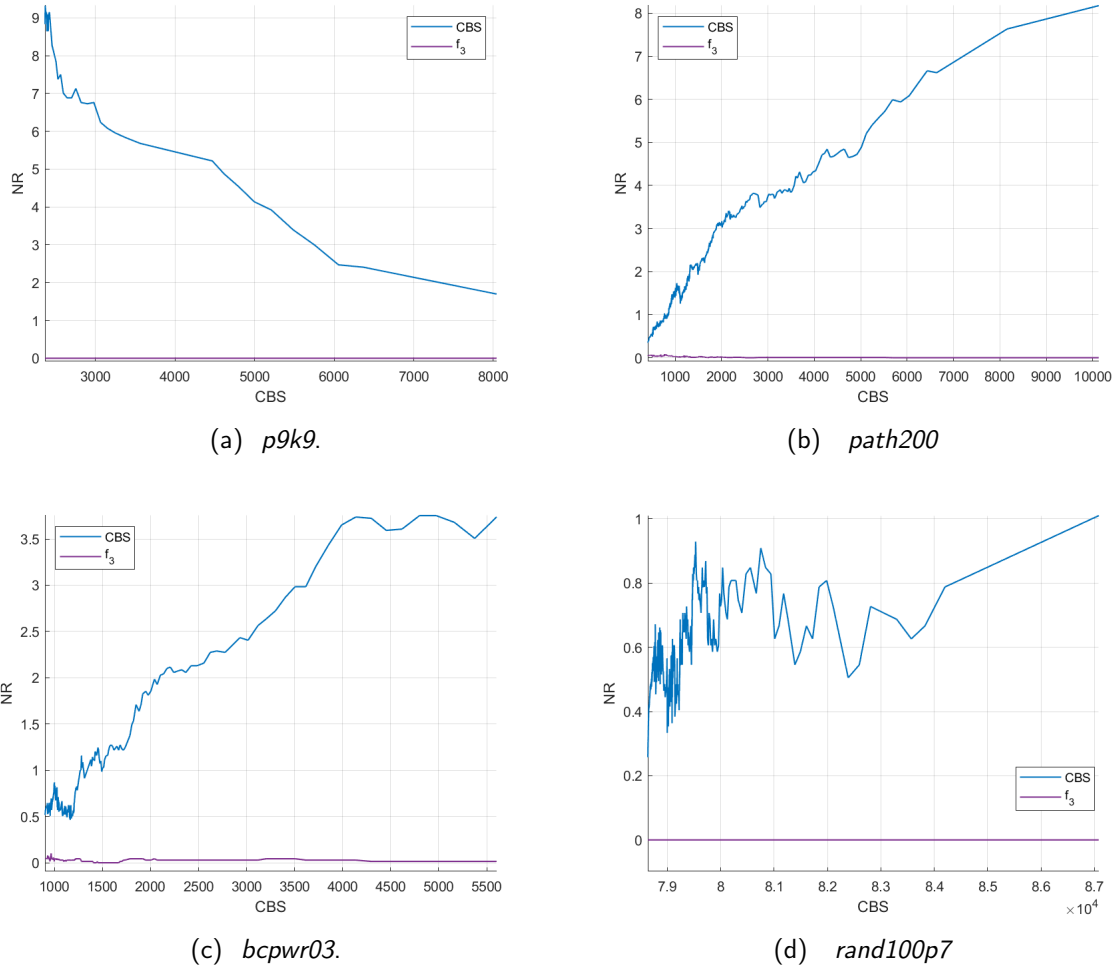 9
8
7
6
5
4
3
2
1
0
NR
CBS
f3
3000 4000 5000 6000 7000 8000
CBS
(a) p9k9.
8
7
6
5
4
3
2
1
0
NR
CBS
f3
1000 2000 3000 4000 5000 6000 7000 8000 9000 10000
CBS
(b) path200
3.5
3
2.5
2
1.5
1
0.5
0
NR
CBS
f3
1000 1500 2000 2500 3000 3500 4000 4500 5000 5500
CBS
(c) bcpwr03.
1
0.8
0.6
0.4
0.2
0
NR
CBS
f3
7.9 8 8.1 8.2 8.3 8.4 8.5 8.6 8.7
CBS
×10^4
(d) rand100p7